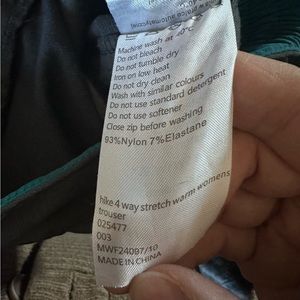 Machine wash at 40°C
Do not bleach
Do not tumble dry
Iron on low heat
Do not dry clean
Wash with similar colours
Do not use standard detergent
Do not use softener
Close zip before washing
93%Nylon 7%Elastane
hike 4 way stretch warm womens
trouser
025477
003
MWF24087/10
MADE IN CHINA